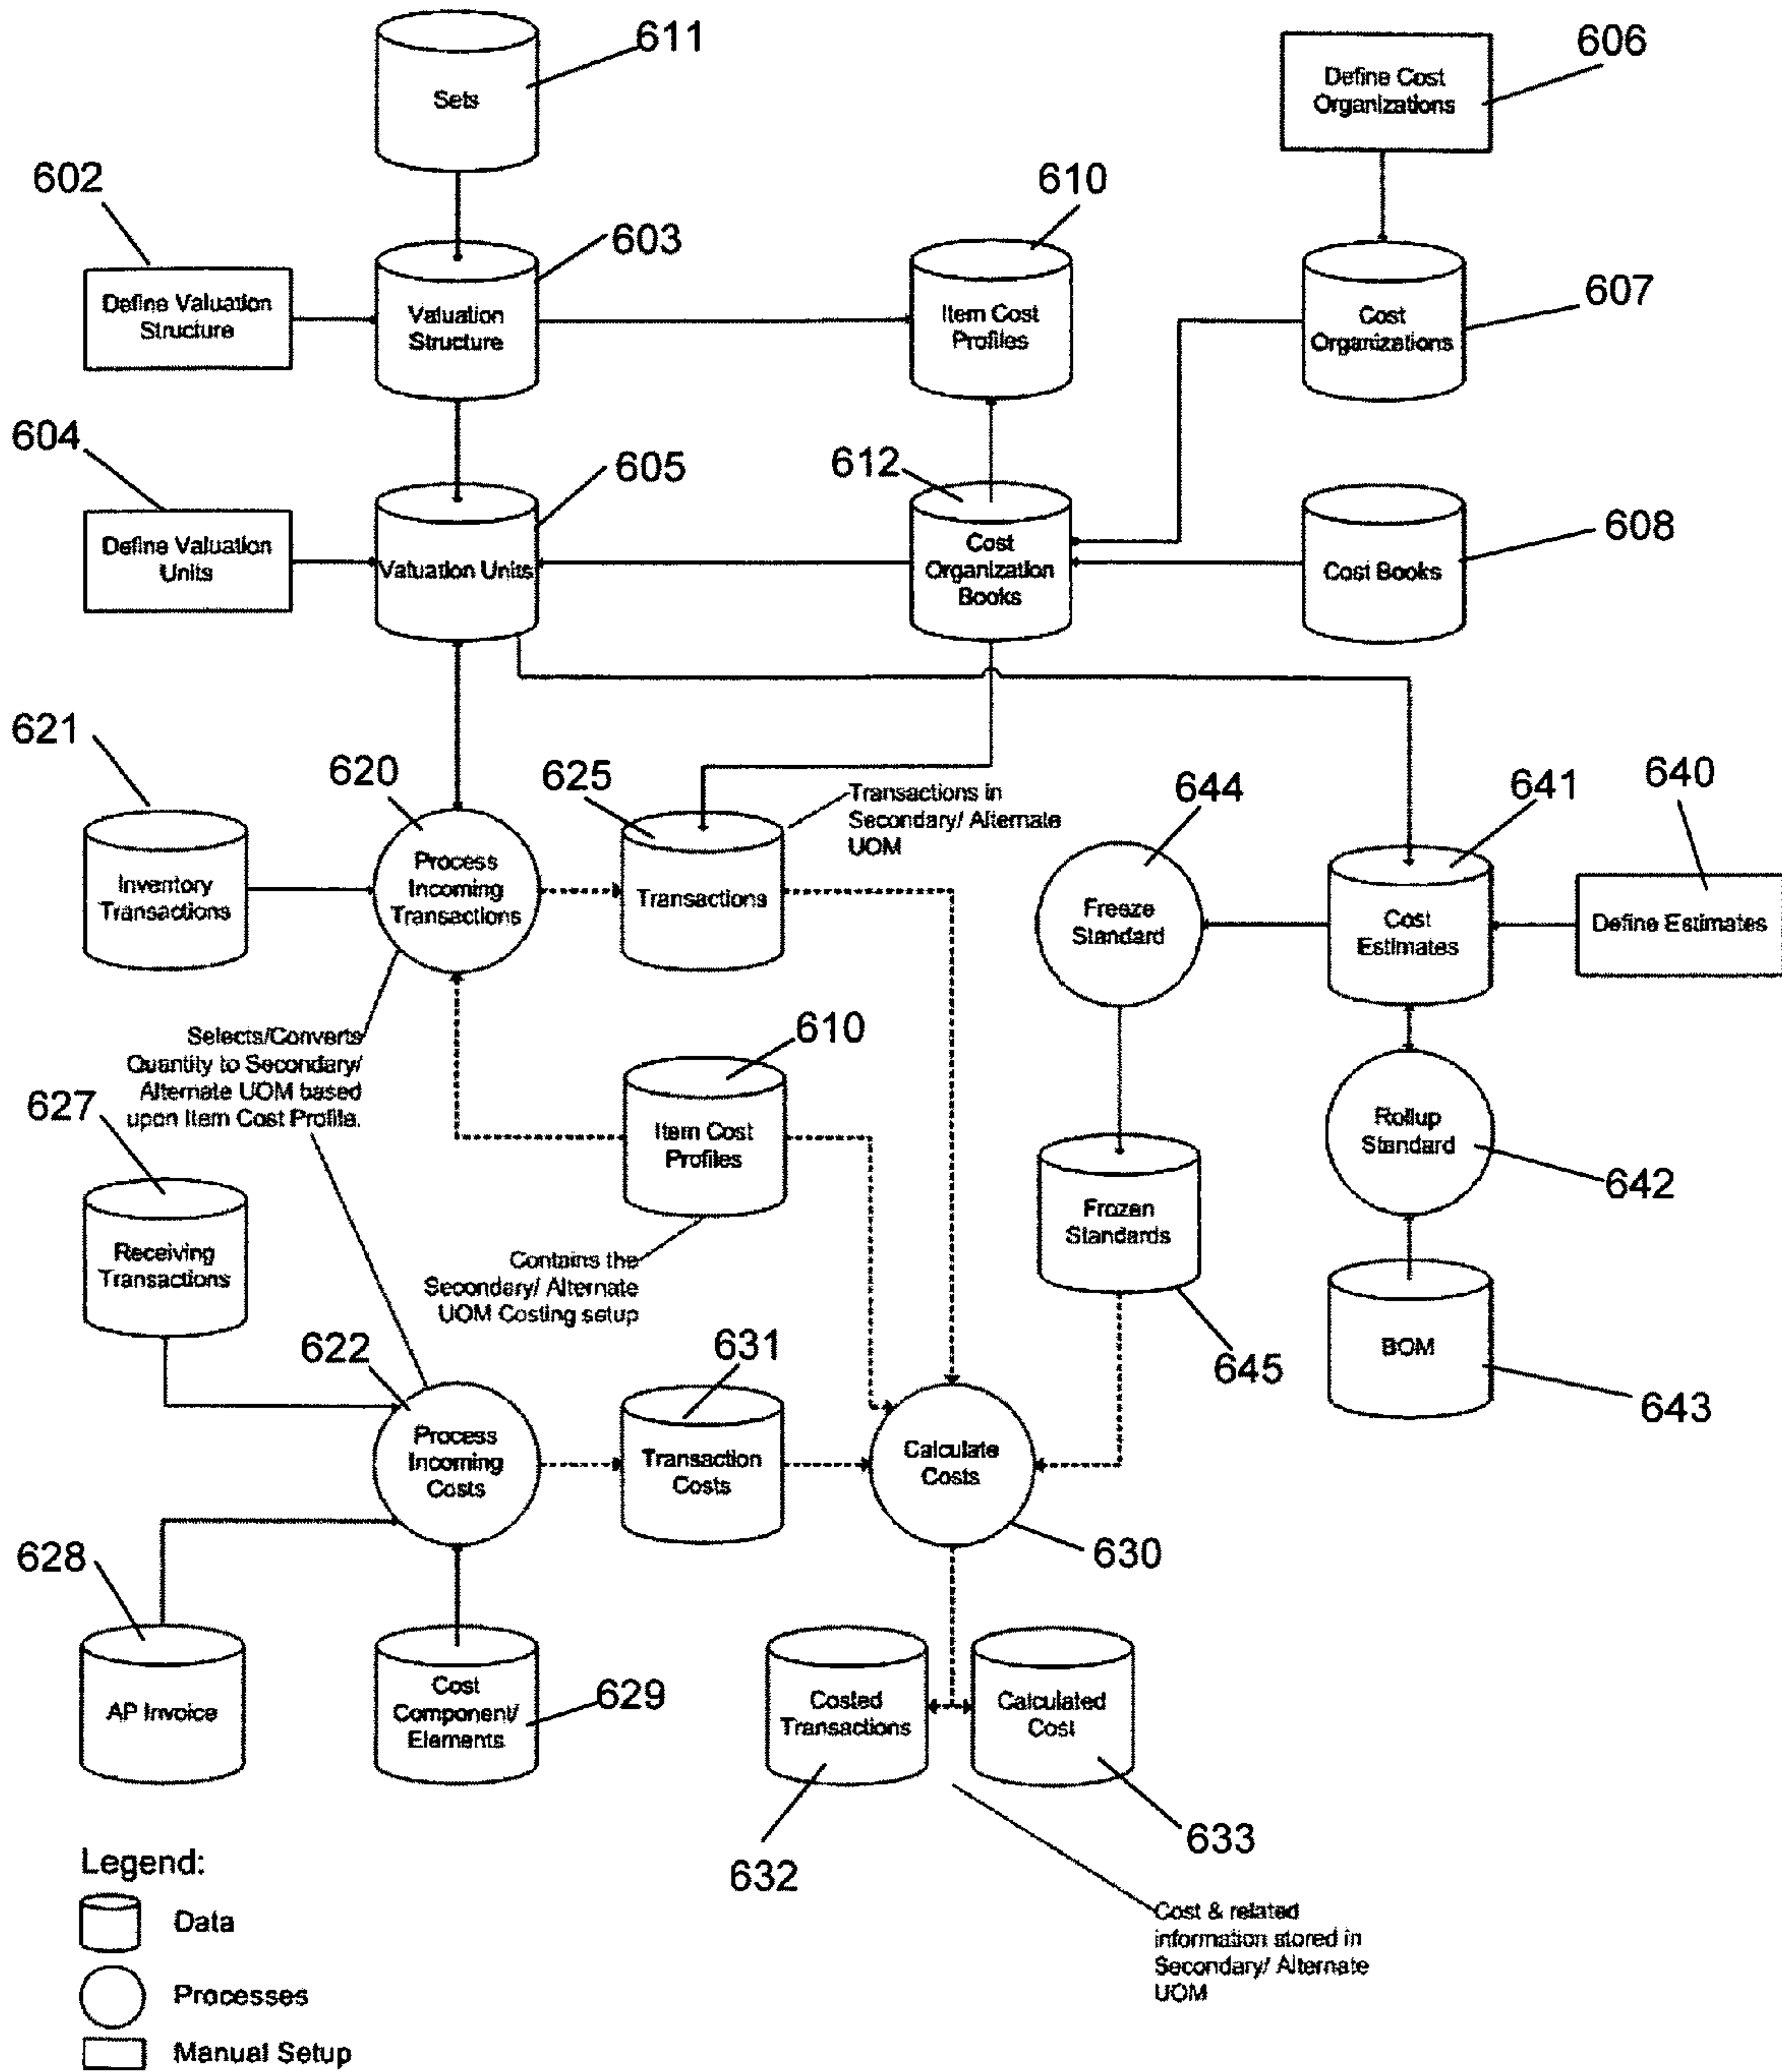 611
Sets
606
Define Cost
Organizations
602
603
610
607
Define Valuation
Structure
Valuation
Structure
Item Cost
Profiles
Cost
Organizations
604
605
612
608
Define Valuation
Units
Valuation Units
Cost
Organization
Books
Cost Books
621
620
625
Transactions in
Secondary/ Alternate
UOM
644
641
640
Inventory
Transactions
Process
Incoming
Transactions
Transactions
Freeze
Standard
Cost
Estimates
Define Estimates
Selects/Converts
Quantity to Secondary/
Alternate UOM based
upon Item Cost Profile.
610
627
Item Cost
Profiles
Rollup
Standard
642
Receiving
Transactions
Contains the
Secondary/ Alternate
UOM Costing setup
Frozen
Standards
645
BOM
643
622
631
Process
Incoming
Costs
Transaction
Costs
Calculate
Costs
630
628
AP Invoice
Cost
Component/
Elements
629
Costed
Transactions
Calculated
Cost
632
633
Cost & related
information stored in
Secondary/ Alternate
UOM
Legend:
Data
Processes
Manual Setup